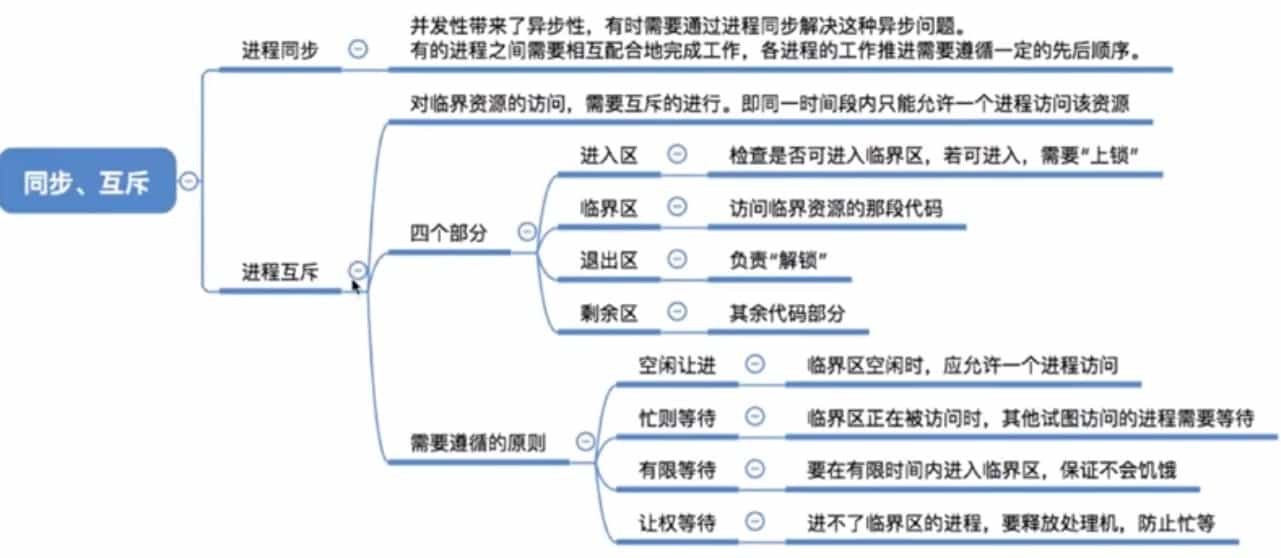 同步、互斥
进程同步
并发性带来了异步性，有时需要通过进程同步解决这种异步问题。
有的进程之间需要相互配合地完成工作，各进程的工作推进需要遵循一定的先后顺序。
进程互斥
对临界资源的访问，需要互斥的进行。即同一时间段内只能允许一个进程访问该资源
四个部分
进入区
检查是否可进入临界区，若可进入，需要“上锁”
临界区
访问临界资源的那段代码
退出区
负责“解锁”
剩余区
其余代码部分
需要遵循的原则
空闲让进
临界区空闲时，应允许一个进程访问
忙则等待
临界区正在被访问时，其他试图访问的进程需要等待
有限等待
要在有限时间内进入临界区，保证不会饥饿
让权等待
进不了临界区的进程，要释放处理机，防止忙等